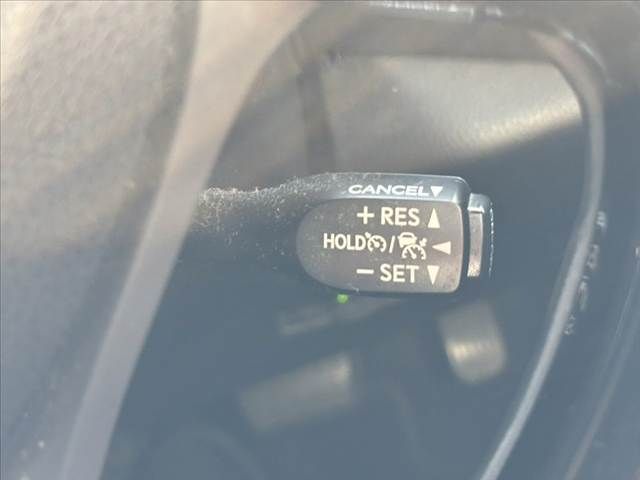 CANCEL▼
+ RES ▲
HOLD / ◀
− SET ▼